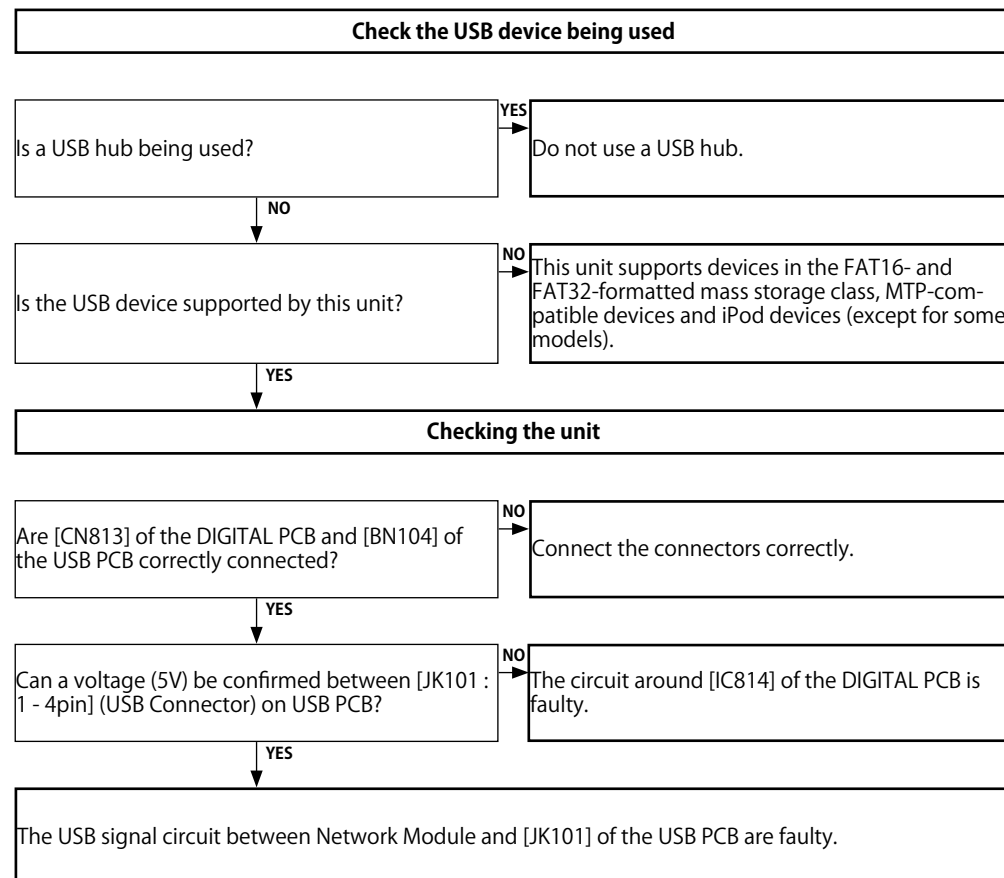 Check the USB device being used
YES
Is a USB hub being used?
Do not use a USB hub.
NO
NO
This unit supports devices in the FAT16- and
FAT32-formatted mass storage class, MTP-com-
patible devices and iPod devices (except for some
models).
Is the USB device supported by this unit?
YES
Checking the unit
NO
Are [CN813] of the DIGITAL PCB and [BN104] of
the USB PCB correctly connected?
Connect the connectors correctly.
YES
NO
Can a voltage (5V) be confirmed between [JK101 :
1 - 4pin] (USB Connector) on USB PCB?
The circuit around [IC814] of the DIGITAL PCB is
faulty.
YES
The USB signal circuit between Network Module and [JK101] of the USB PCB are faulty.